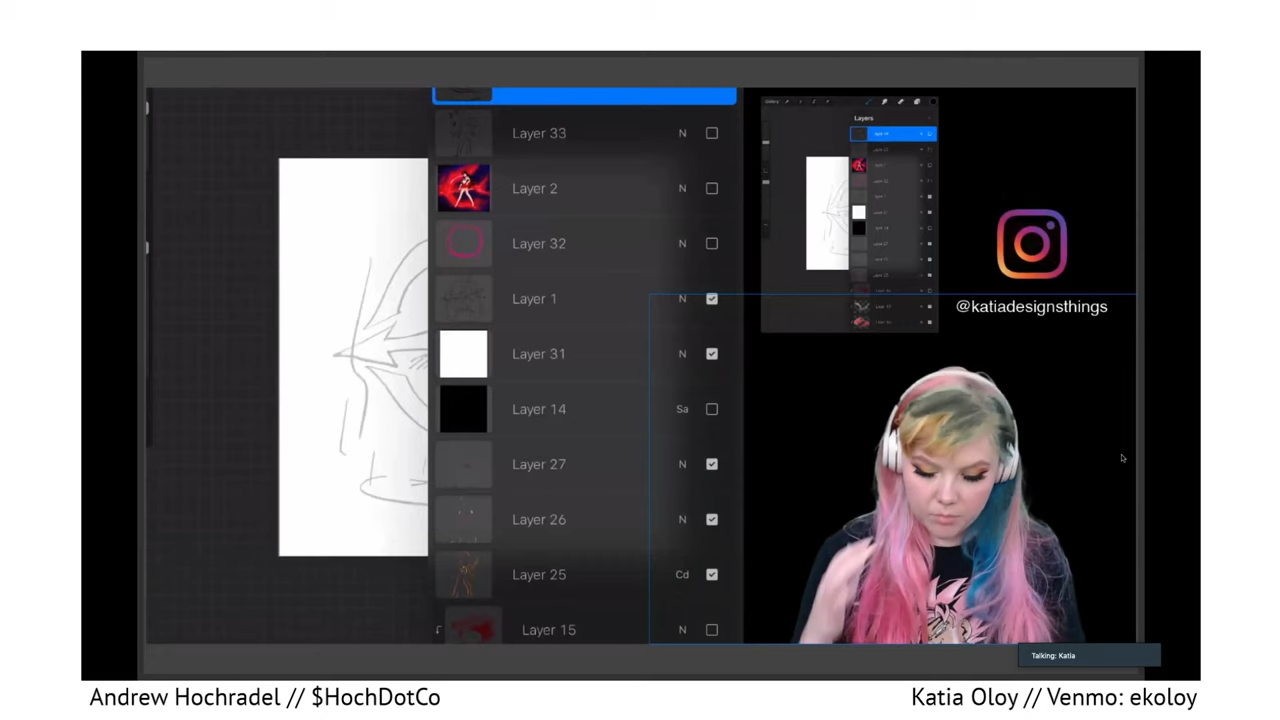 Layer 33 N
Layer 2 N
Layer 32 N
Layer 1 N
Layer 31 N
Layer 14 Sa
Layer 27 N
Layer 26 N
Layer 25 Cd
Layer 15 N
Gallery
Layers
@katiadesignsthings
Talking: Katia
Andrew Hochradel // $HochDotCo
Katia Oloy // Venmo: ekoloy